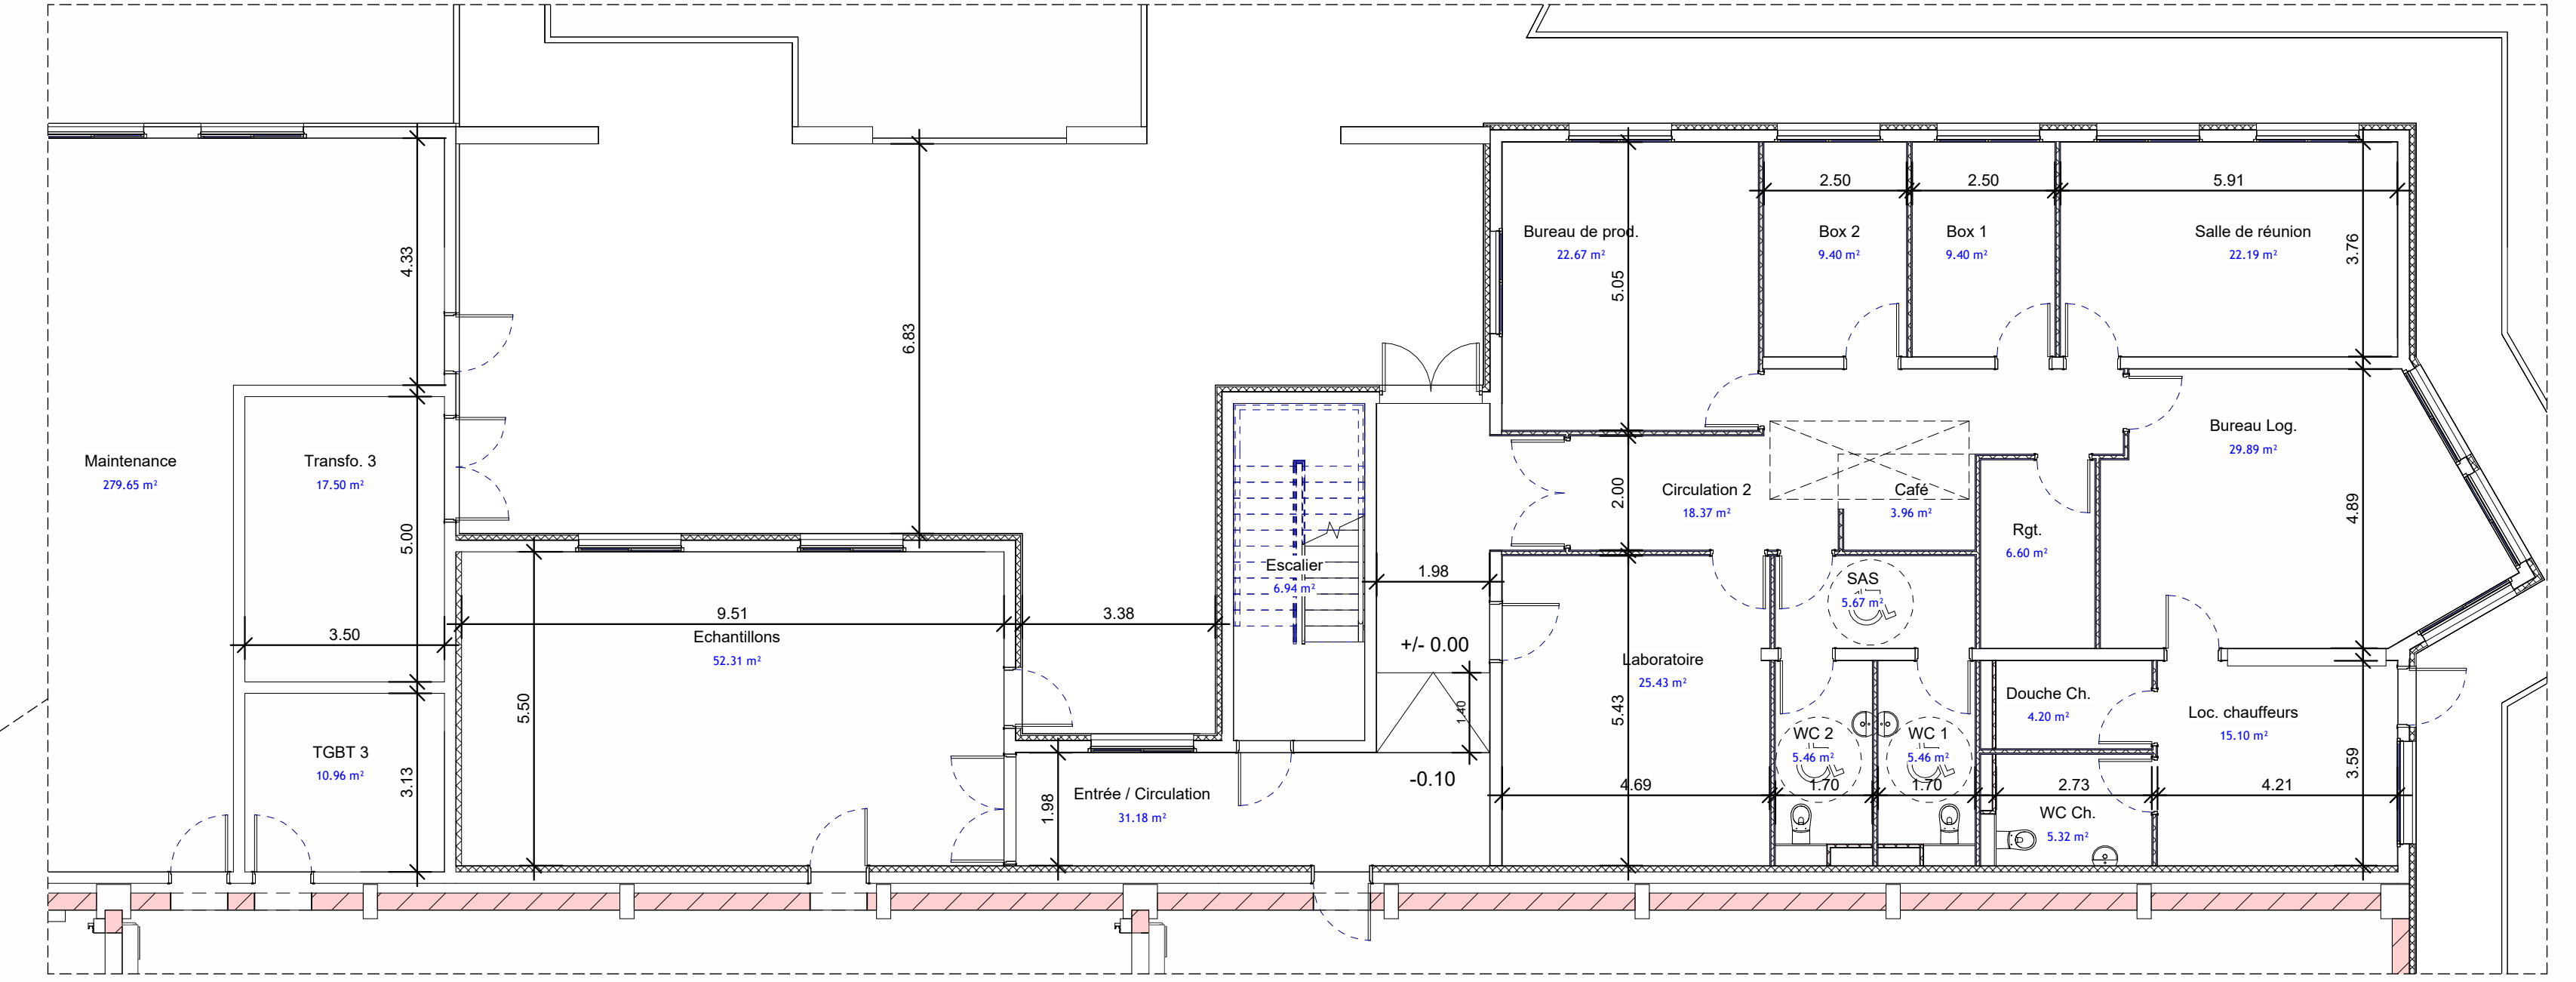 2.50
2.50
5.91
Bureau de prod.
22.67 m²
Box 2
9.40 m²
Box 1
9.40 m²
Salle de réunion
22.19 m²
3.76
4.33
5.05
6.83
Maintenance
279.65 m²
Transfo. 3
17.50 m²
Bureau Log.
29.89 m²
Circulation 2
18.37 m²
Café
3.96 m²
2.00
4.89
5.00
Rgt.
6.60 m²
Escalier
6.94 m²
1.98
SAS
5.67 m²
9.51
3.38
3.50
Echantillons
52.31 m²
+/- 0.00
Laboratoire
25.43 m²
5.50
1.40
5.43
Douche Ch.
4.20 m²
Loc. chauffeurs
15.10 m²
TGBT 3
10.96 m²
WC 2
5.46 m²
WC 1
5.46 m²
3.13
3.59
-0.10
4.69
1.70
1.70
2.73
4.21
Entrée / Circulation
31.18 m²
1.98
WC Ch.
5.32 m²